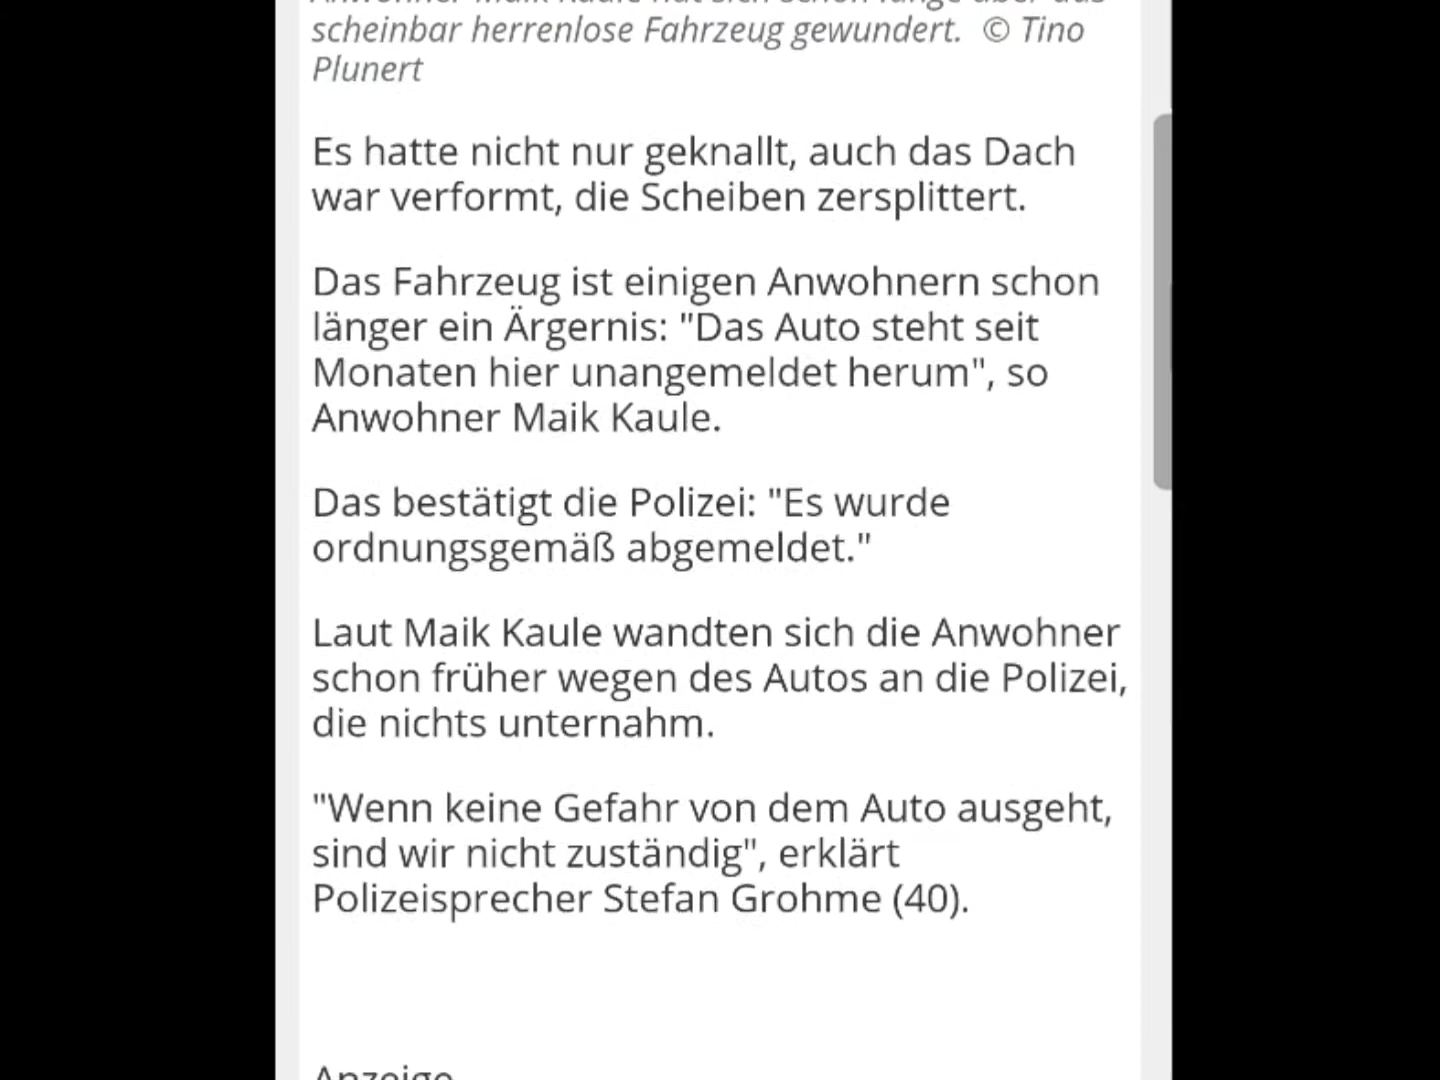 scheinbar herrenlose Fahrzeug gewundert. © Tino
Plunert
Es hatte nicht nur geknallt, auch das Dach
war verformt, die Scheiben zersplittert.
Das Fahrzeug ist einigen Anwohnern schon
länger ein Ärgernis: "Das Auto steht seit
Monaten hier unangemeldet herum", so
Anwohner Maik Kaule.
Das bestätigt die Polizei: "Es wurde
ordnungsgemäß abgemeldet."
Laut Maik Kaule wandten sich die Anwohner
schon früher wegen des Autos an die Polizei,
die nichts unternahm.
"Wenn keine Gefahr von dem Auto ausgeht,
sind wir nicht zuständig", erklärt
Polizeisprecher Stefan Grohme (40).
Anzeige